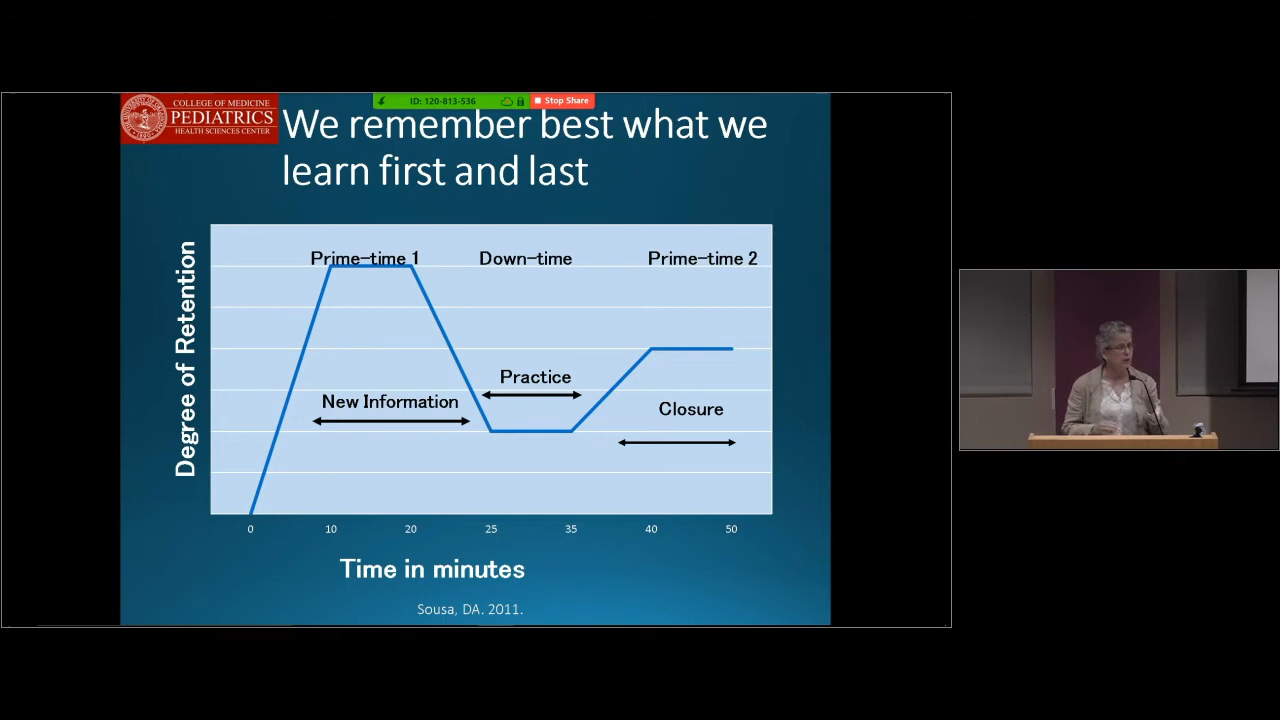 COLLEGE OF MEDICINE
PEDIATRICS
HEALTH SCIENCES CENTER
ID: 120-813-536
Stop Share
We remember best what we
learn first and last
Prime-time 1
Down-time
Prime-time 2
Degree of Retention
Practice
New Information
Closure
0 10 20 25 35 40 50
Time in minutes
Sousa, DA. 2011.